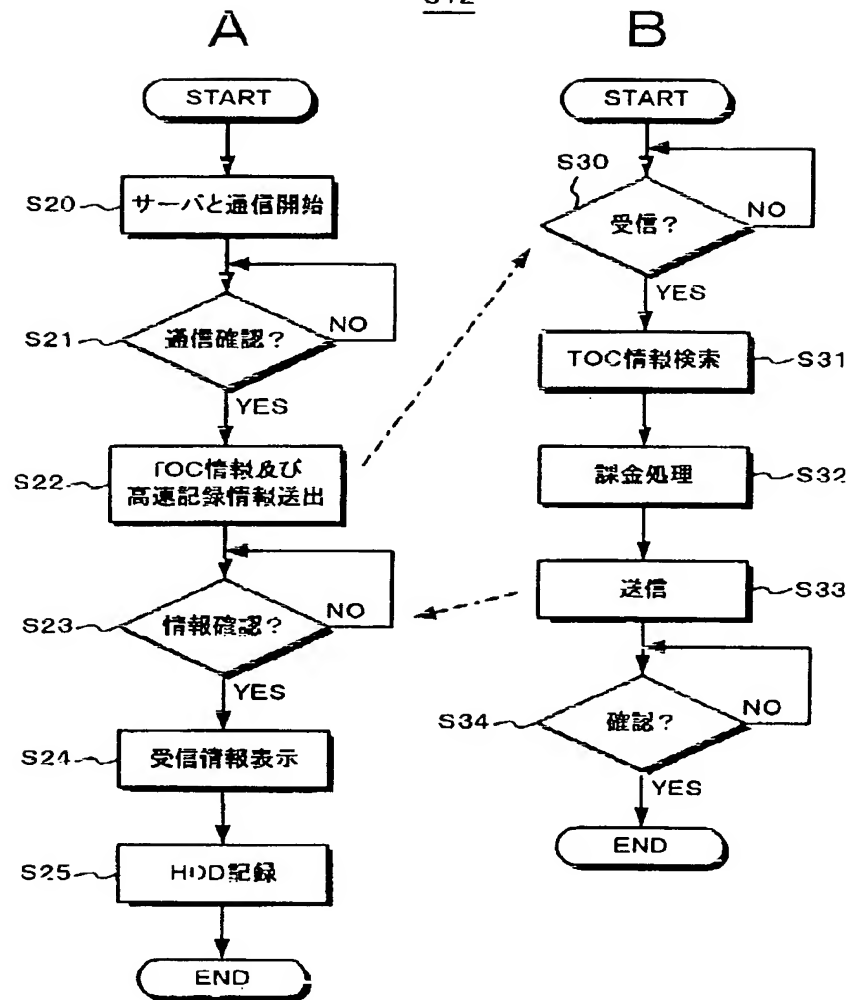 A
START
S20
サーバと通信開始
S21
通信確認?
NO
YES
S22
TOC情報及び
高速記録情報送出
S23
情報確認?
NO
YES
S24
受信情報表示
S25
HDD記録
END
B
START
S30
受信?
NO
YES
TOC情報検索
S31
課金処理
S32
送信
S33
S34
確認?
NO
YES
END